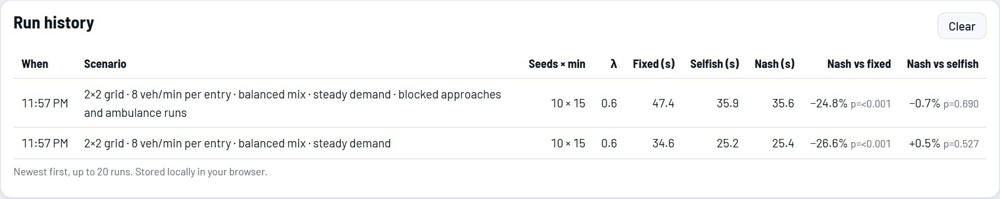 Run history
Clear
When Scenario Seeds × min λ Fixed (s) Selfish (s) Nash (s) Nash vs fixed Nash vs selfish
11:57 PM 2×2 grid · 8 veh/min per entry · balanced mix · steady demand · blocked approaches
and ambulance runs 10 × 15 0.6 47.4 35.9 35.6 −24.8% p=<0.001 −0.7% p=0.690
11:57 PM 2×2 grid · 8 veh/min per entry · balanced mix · steady demand 10 × 15 0.6 34.6 25.2 25.4 −26.6% p=<0.001 +0.5% p=0.527
Newest first, up to 20 runs. Stored locally in your browser.